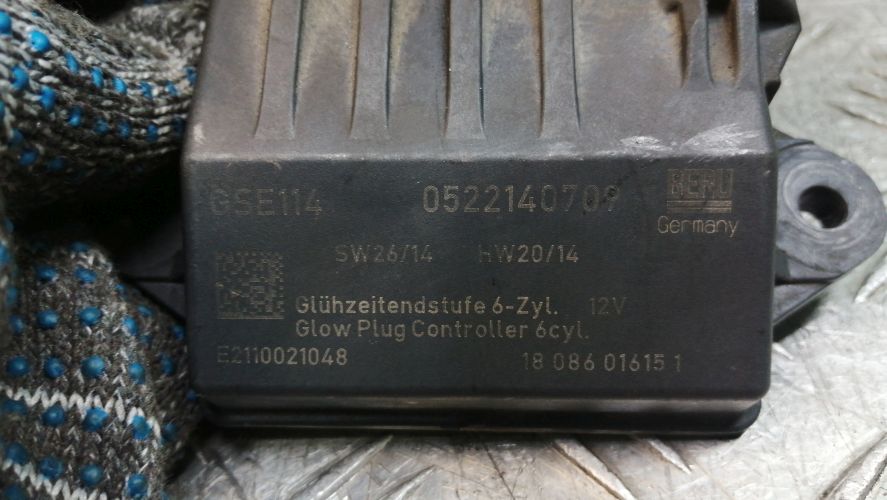 GSE114 0522140709 BERU
Germany
SW26/14 HW20/14
Glühzeitendstufe 6-Zyl. 12V
Glow Plug Controller 6cyl.
E2110021048 18 086 01615 1